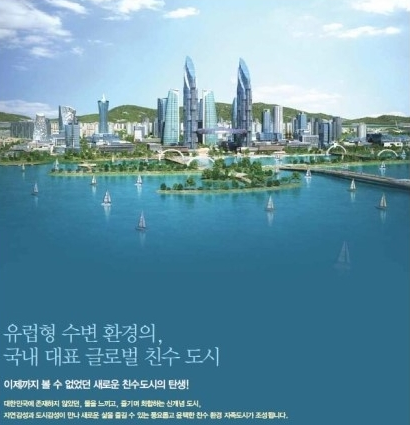 유럽형 수변 환경의,
국내 대표 글로벌 친수 도시
이제까지 볼 수 없었던 새로운 친수도시의 탄생!
대한민국에 존재하지 않았던, 물을 느끼고, 즐기며 화합하는 신개념 도시,
자연감성과 도시감성이 만나 새로운 삶을 즐길 수 있는 풍요롭고 윤택한 친수 환경 자족도시가 조성됩니다.